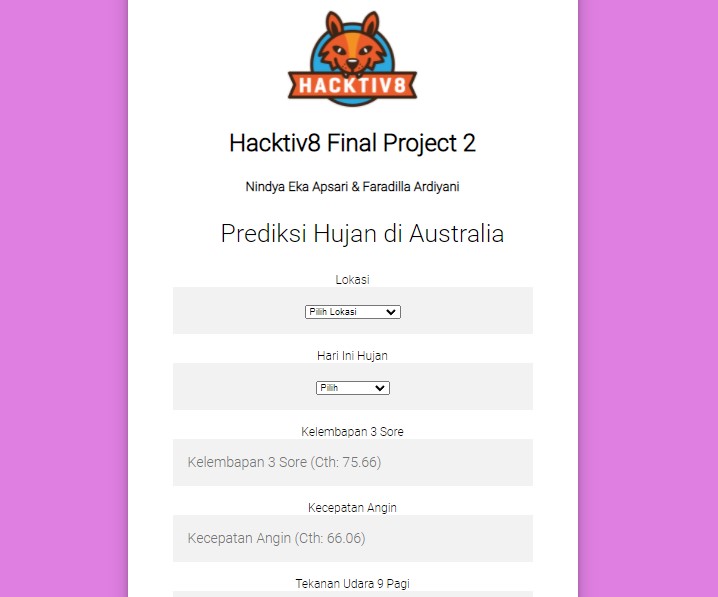 HACKTIV8
Hacktiv8 Final Project 2
Nindya Eka Apsari & Faradilla Ardiyani
Prediksi Hujan di Australia
Lokasi
Pilih Lokasi
Hari Ini Hujan
Pilih
Kelembapan 3 Sore
Kelembapan 3 Sore (Cth: 75.66)
Kecepatan Angin
Kecepatan Angin (Cth: 66.06)
Tekanan Udara 9 Pagi